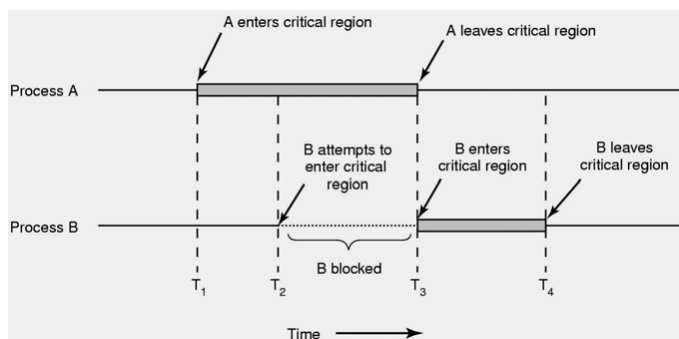 A enters critical region
A leaves critical region
Process A
B attempts to
enter critical
region
B enters
critical region
B leaves
critical region
Process B
B blocked
T1
T2
T3
T4
Time